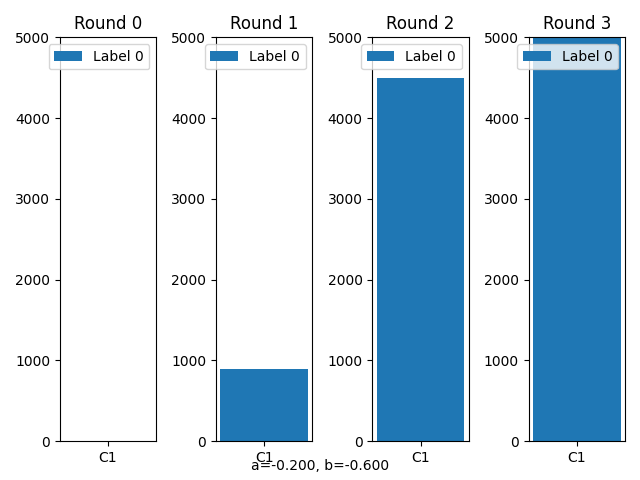 Round 0 Round 1 Round 2 Round 3
Label 0 Label 0 Label 0 Label 0
5000 5000 5000 5000
4000 4000 4000 4000
3000 3000 3000 3000
2000 2000 2000 2000
1000 1000 1000 1000
0 0 0 0
C1 C1 C1 C1
a=-0.200, b=-0.600